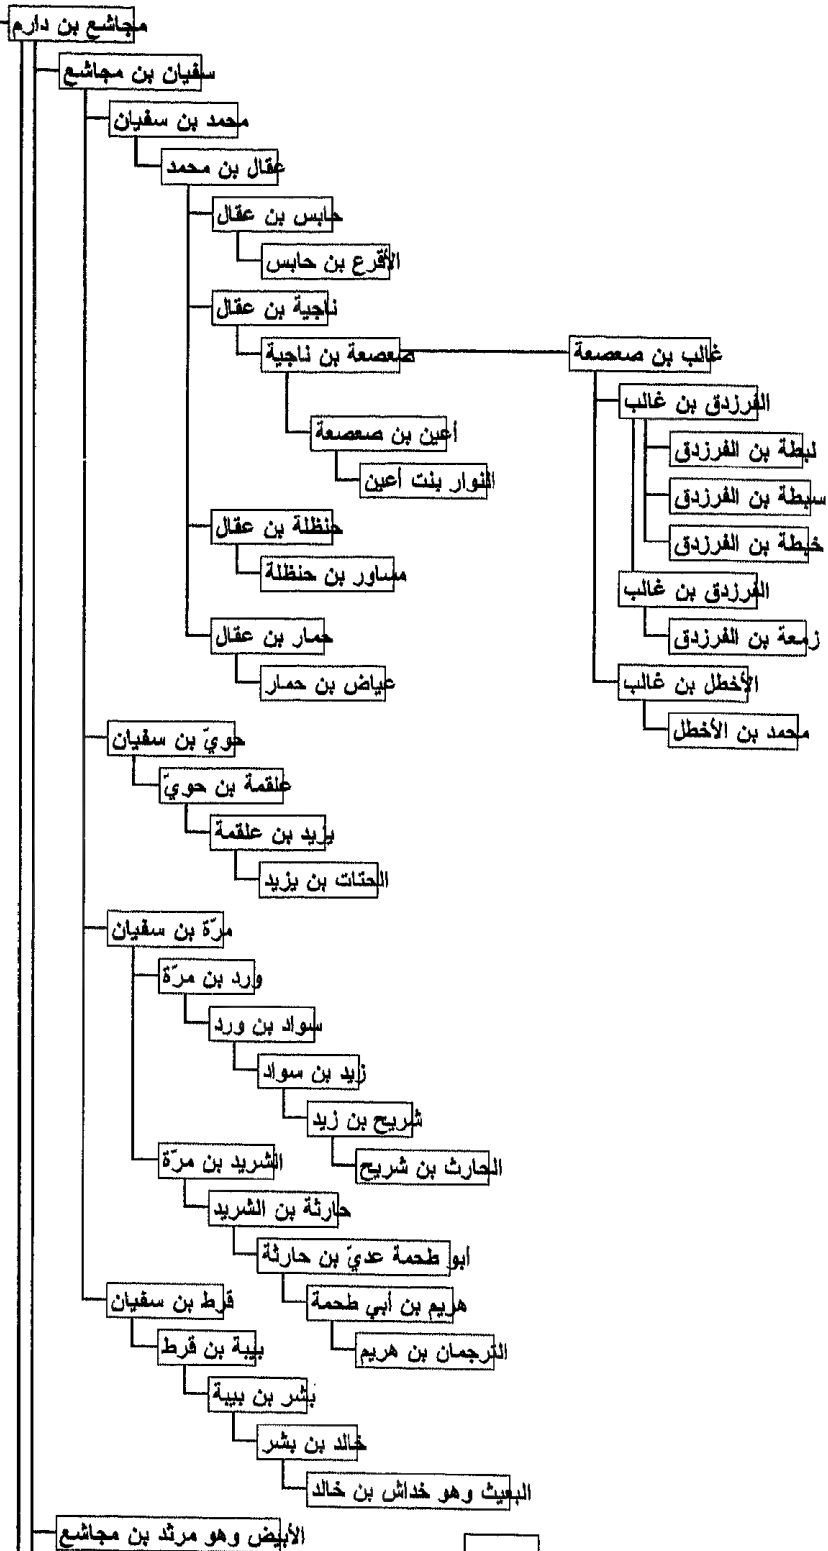 مجاشع بن دارم
سفيان بن مجاشع
محمد بن سفيان
عقال بن محمد
حابس بن عقال
الأقرع بن حابس
ناجية بن عقال
صعصعة بن ناجية
غالب بن صعصعة
الفرزدق بن غالب
أعين بن صعصعة
لبطة بن الفرزدق
النوار بنت أعين
سبطة بن الفرزدق
حنظلة بن عقال
خبطة بن الفرزدق
مساور بن حنظلة
الفرزدق بن غالب
حمار بن عقال
زمعة بن الفرزدق
عياض بن حمار
الأخطل بن غالب
محمد بن الأخطل
حويّ بن سفيان
علقمة بن حويّ
يزيد بن علقمة
الحتات بن يزيد
مرّة بن سفيان
ورد بن مرّة
سواد بن ورد
زيد بن سواد
شريح بن زيد
الحارث بن شريح
الشريد بن مرّة
حارثة بن الشريد
أبو طحمة عديّ بن حارثة
هريم بن أبي طحمة
قرط بن سفيان
الترجمان بن هريم
بيبة بن قرط
بشر بن بيبة
خالد بن بشر
البعيث وهو خداش بن خالد
الأبيض وهو مرثد بن مجاشع